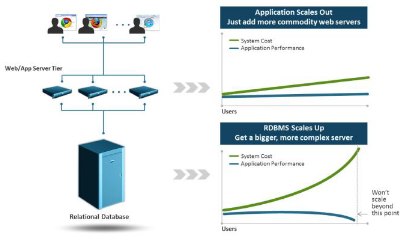 Application Scales Out
Just add more commodity web servers
System Cost
Application Performance
Web/App Server Tier
Users
RDBMS Scales Up
Get a bigger, more complex server
System Cost
Application Performance
Won't
scale
beyond
this point
Relational Database
Users